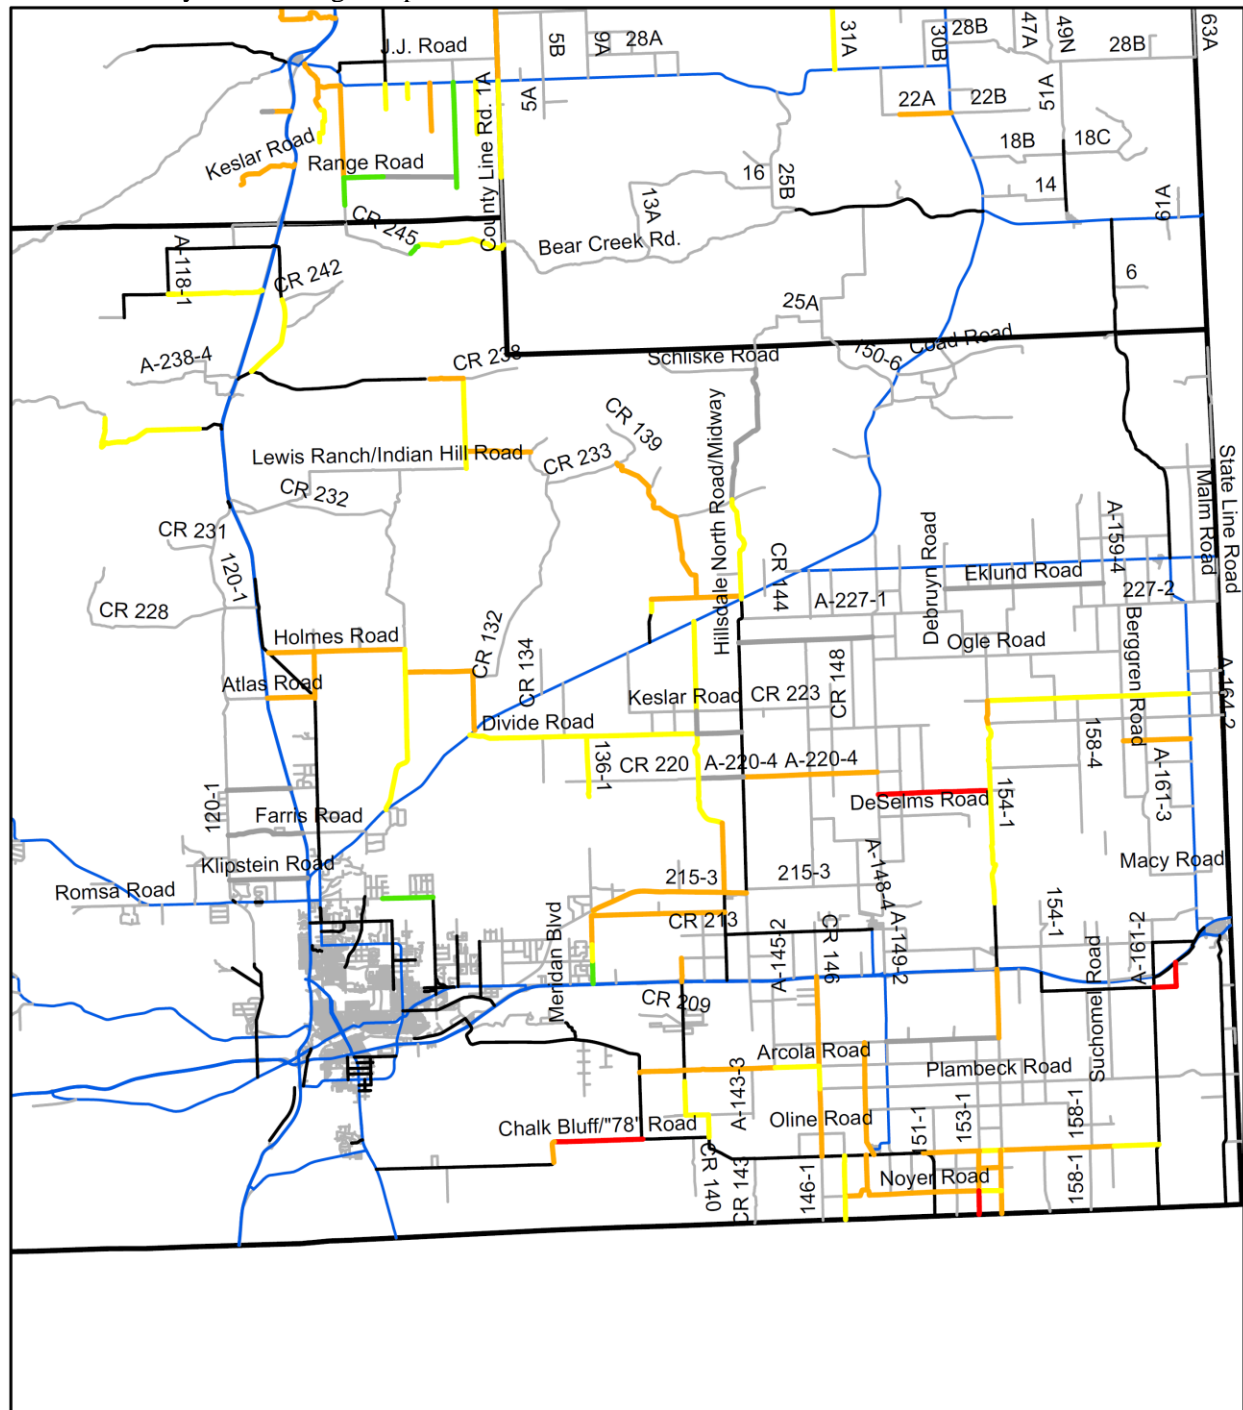 J.J. Road
5B
9A
28A
31A
30B
28B
47A
49N
28B
63A
5A
County Line Rd. 1A
22A
22B
51A
Keslar Road
Range Road
18B
18C
16
25B
14
13A
61A
CR 245
Bear Creek Rd.
A-118-1
CR 242
6
25A
A-238-4
CR 238
Schliske Road
150-6
Coad Road
CR 139
Lewis Ranch/Indian Hill Road
CR 233
CR 232
Hillsdale North Road/Midway
State Line Road
Malm Road
CR 231
120-1
A-159-4
CR 144
Debruyn Road
Eklund Road
227-2
CR 228
A-227-1
Holmes Road
CR 132
CR 134
Ogle Road
Berggren Road
Atlas Road
CR 148
A-164-2
Keslar Road
CR 223
Divide Road
158-4
136-1
CR 220
A-220-4
A-220-4
A-161-3
120-1
Farris Road
DeSelms Road
154-1
Klipstein Road
Romsa Road
215-3
215-3
A-148-4
Macy Road
Meridan Blvd
CR 213
A-145-2
CR 146
A-149-2
154-1
A-161-2
CR 209
Suchomel Road
Arcola Road
Plambeck Road
A-143-3
Chalk Bluff/"78" Road
Oline Road
151-1
153-1
158-1
CR 140
CR 143
146-1
Noyer Road
158-1